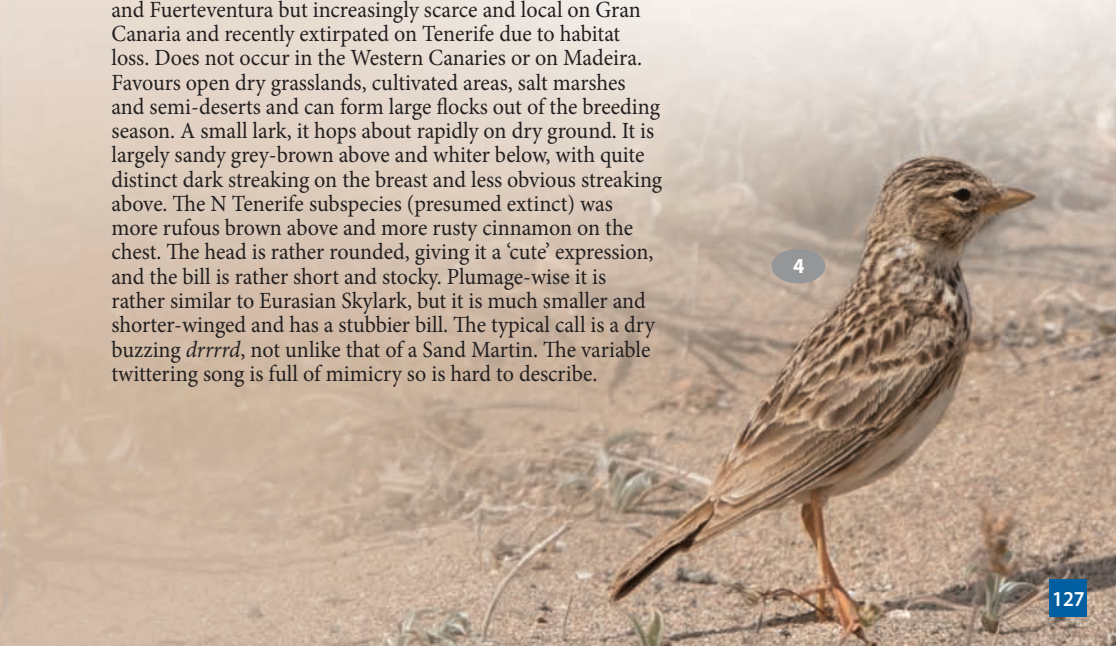 and Fuerteventura but increasingly scarce and local on Gran
Canaria and recently extirpated on Tenerife due to habitat
loss. Does not occur in the Western Canaries or on Madeira.
Favours open dry grasslands, cultivated areas, salt marshes
and semi-deserts and can form large flocks out of the breeding
season. A small lark, it hops about rapidly on dry ground. It is
largely sandy grey-brown above and whiter below, with quite
distinct dark streaking on the breast and less obvious streaking
above. The N Tenerife subspecies (presumed extinct) was
more rufous brown above and more rusty cinnamon on the
chest. The head is rather rounded, giving it a ‘cute’ expression,
and the bill is rather short and stocky. Plumage-wise it is
rather similar to Eurasian Skylark, but it is much smaller and
shorter-winged and has a stubbier bill. The typical call is a dry
buzzing drrrrd, not unlike that of a Sand Martin. The variable
twittering song is full of mimicry so is hard to describe.
4
127